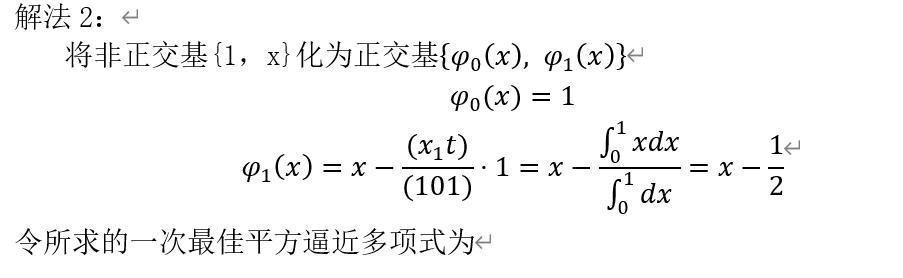 解法 2：
将非正交基{1，x}化为正交基{φ₀(x), φ₁(x)}
φ₀(x) = 1
φ₁(x) = x − (x₁t)/(101) · 1 = x − ∫₀¹ xdx / ∫₀¹ dx = x − 1/2
令所求的一次最佳平方逼近多项式为